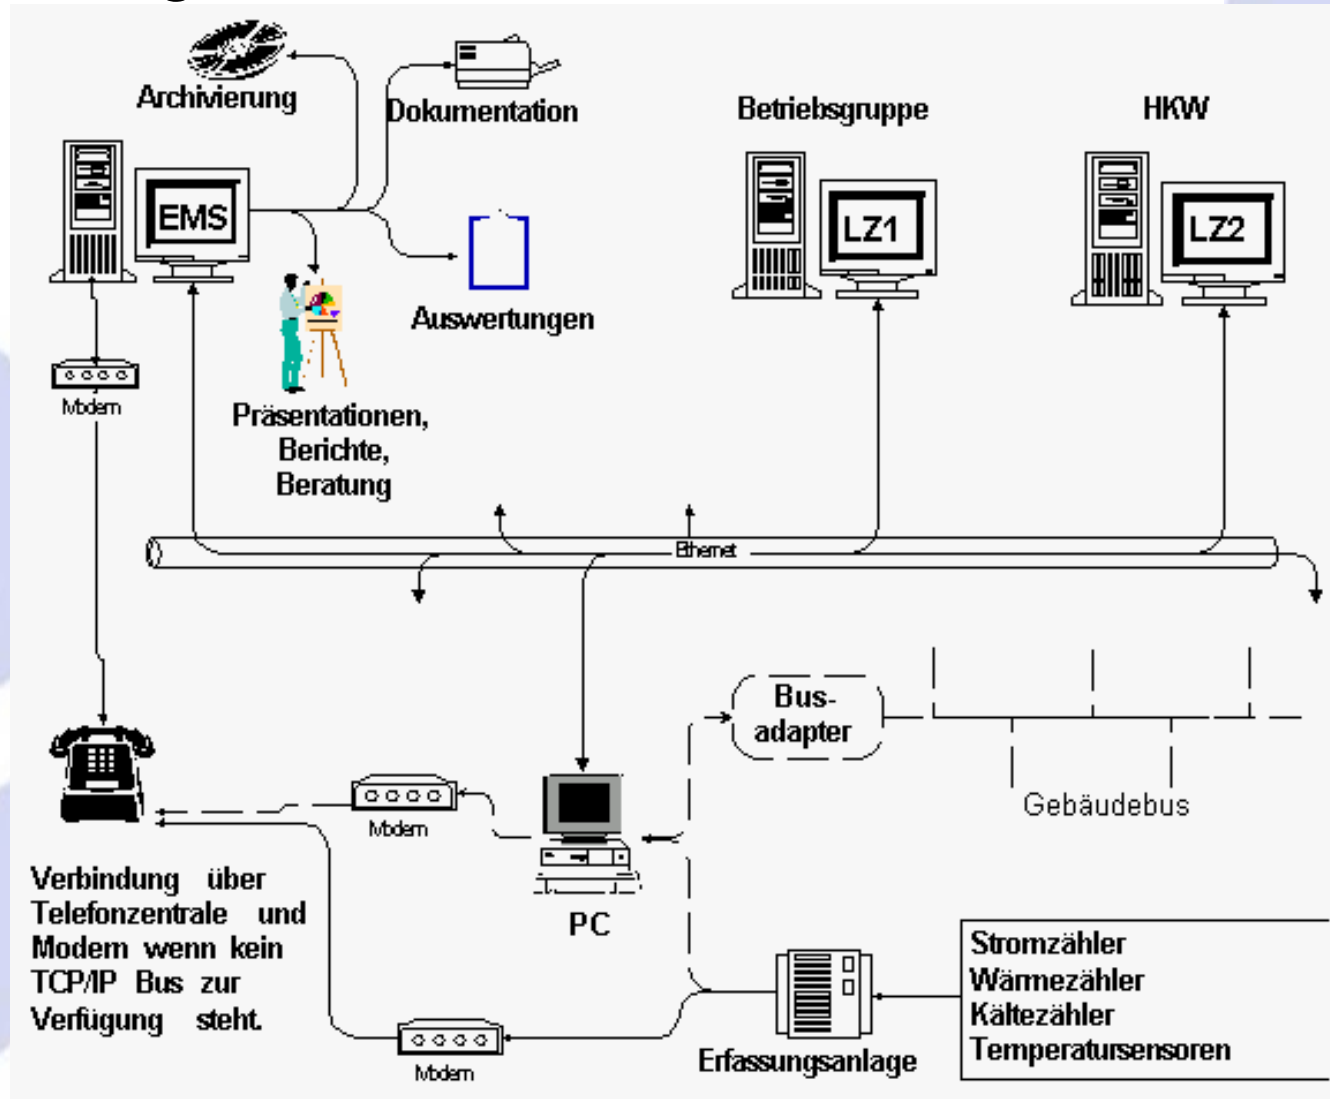 Archivierung
Dokumentation
Betriebsgruppe
HKW
EMS
LZ1
LZ2
Auswertungen
Modem
Präsentationen,
Berichte,
Beratung
Ethernet
Bus-
adapter
Gebäudebus
Modem
PC
Verbindung über
Telefonzentrale und
Modem wenn kein
TCP/IP Bus zur
Verfügung steht.
Modem
Erfassungsanlage
Stromzähler
Wärmezähler
Kältezähler
Temperatursensoren